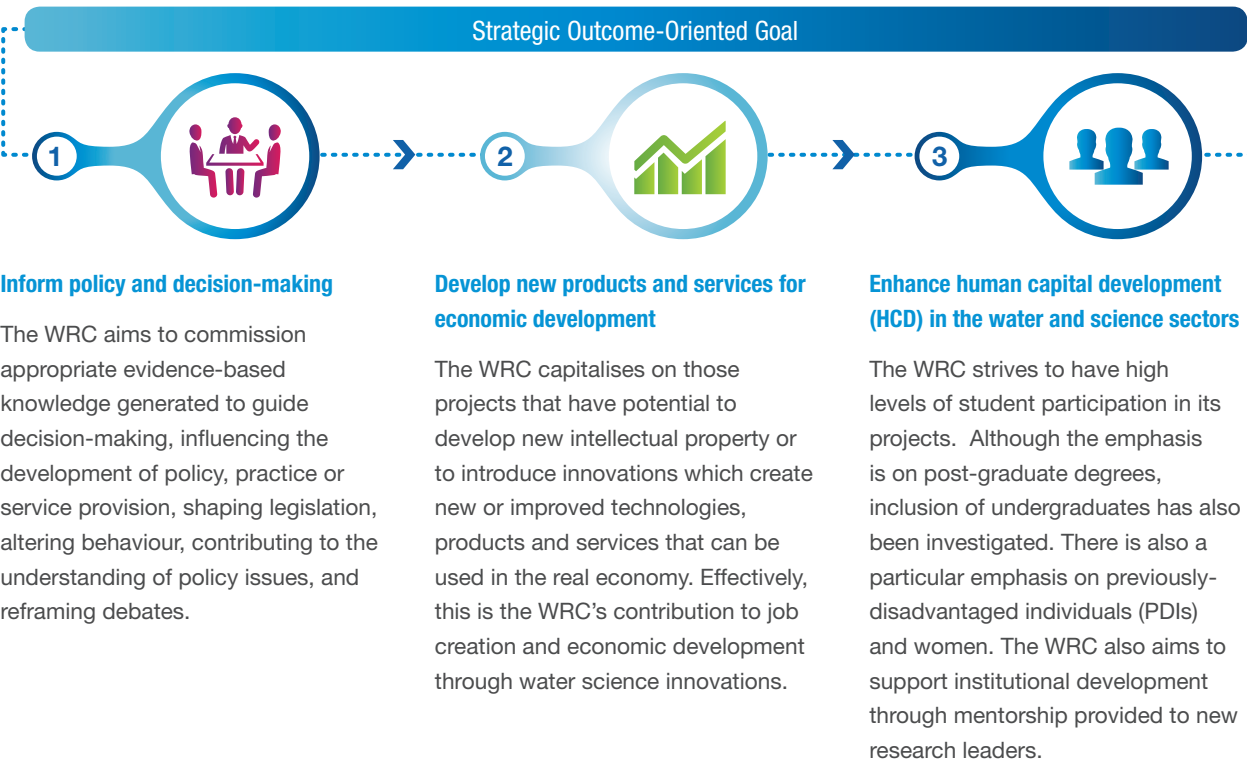 Strategic Outcome-Oriented Goal
1
2
3
Inform policy and decision-making
The WRC aims to commission
appropriate evidence-based
knowledge generated to guide
decision-making, influencing the
development of policy, practice or
service provision, shaping legislation,
altering behaviour, contributing to the
understanding of policy issues, and
reframing debates.
Develop new products and services for
economic development
The WRC capitalises on those
projects that have potential to
develop new intellectual property or
to introduce innovations which create
new or improved technologies,
products and services that can be
used in the real economy. Effectively,
this is the WRC’s contribution to job
creation and economic development
through water science innovations.
Enhance human capital development
(HCD) in the water and science sectors
The WRC strives to have high
levels of student participation in its
projects.  Although the emphasis
is on post-graduate degrees,
inclusion of undergraduates has also
been investigated. There is also a
particular emphasis on previously-
disadvantaged individuals (PDIs)
and women. The WRC also aims to
support institutional development
through mentorship provided to new
research leaders.